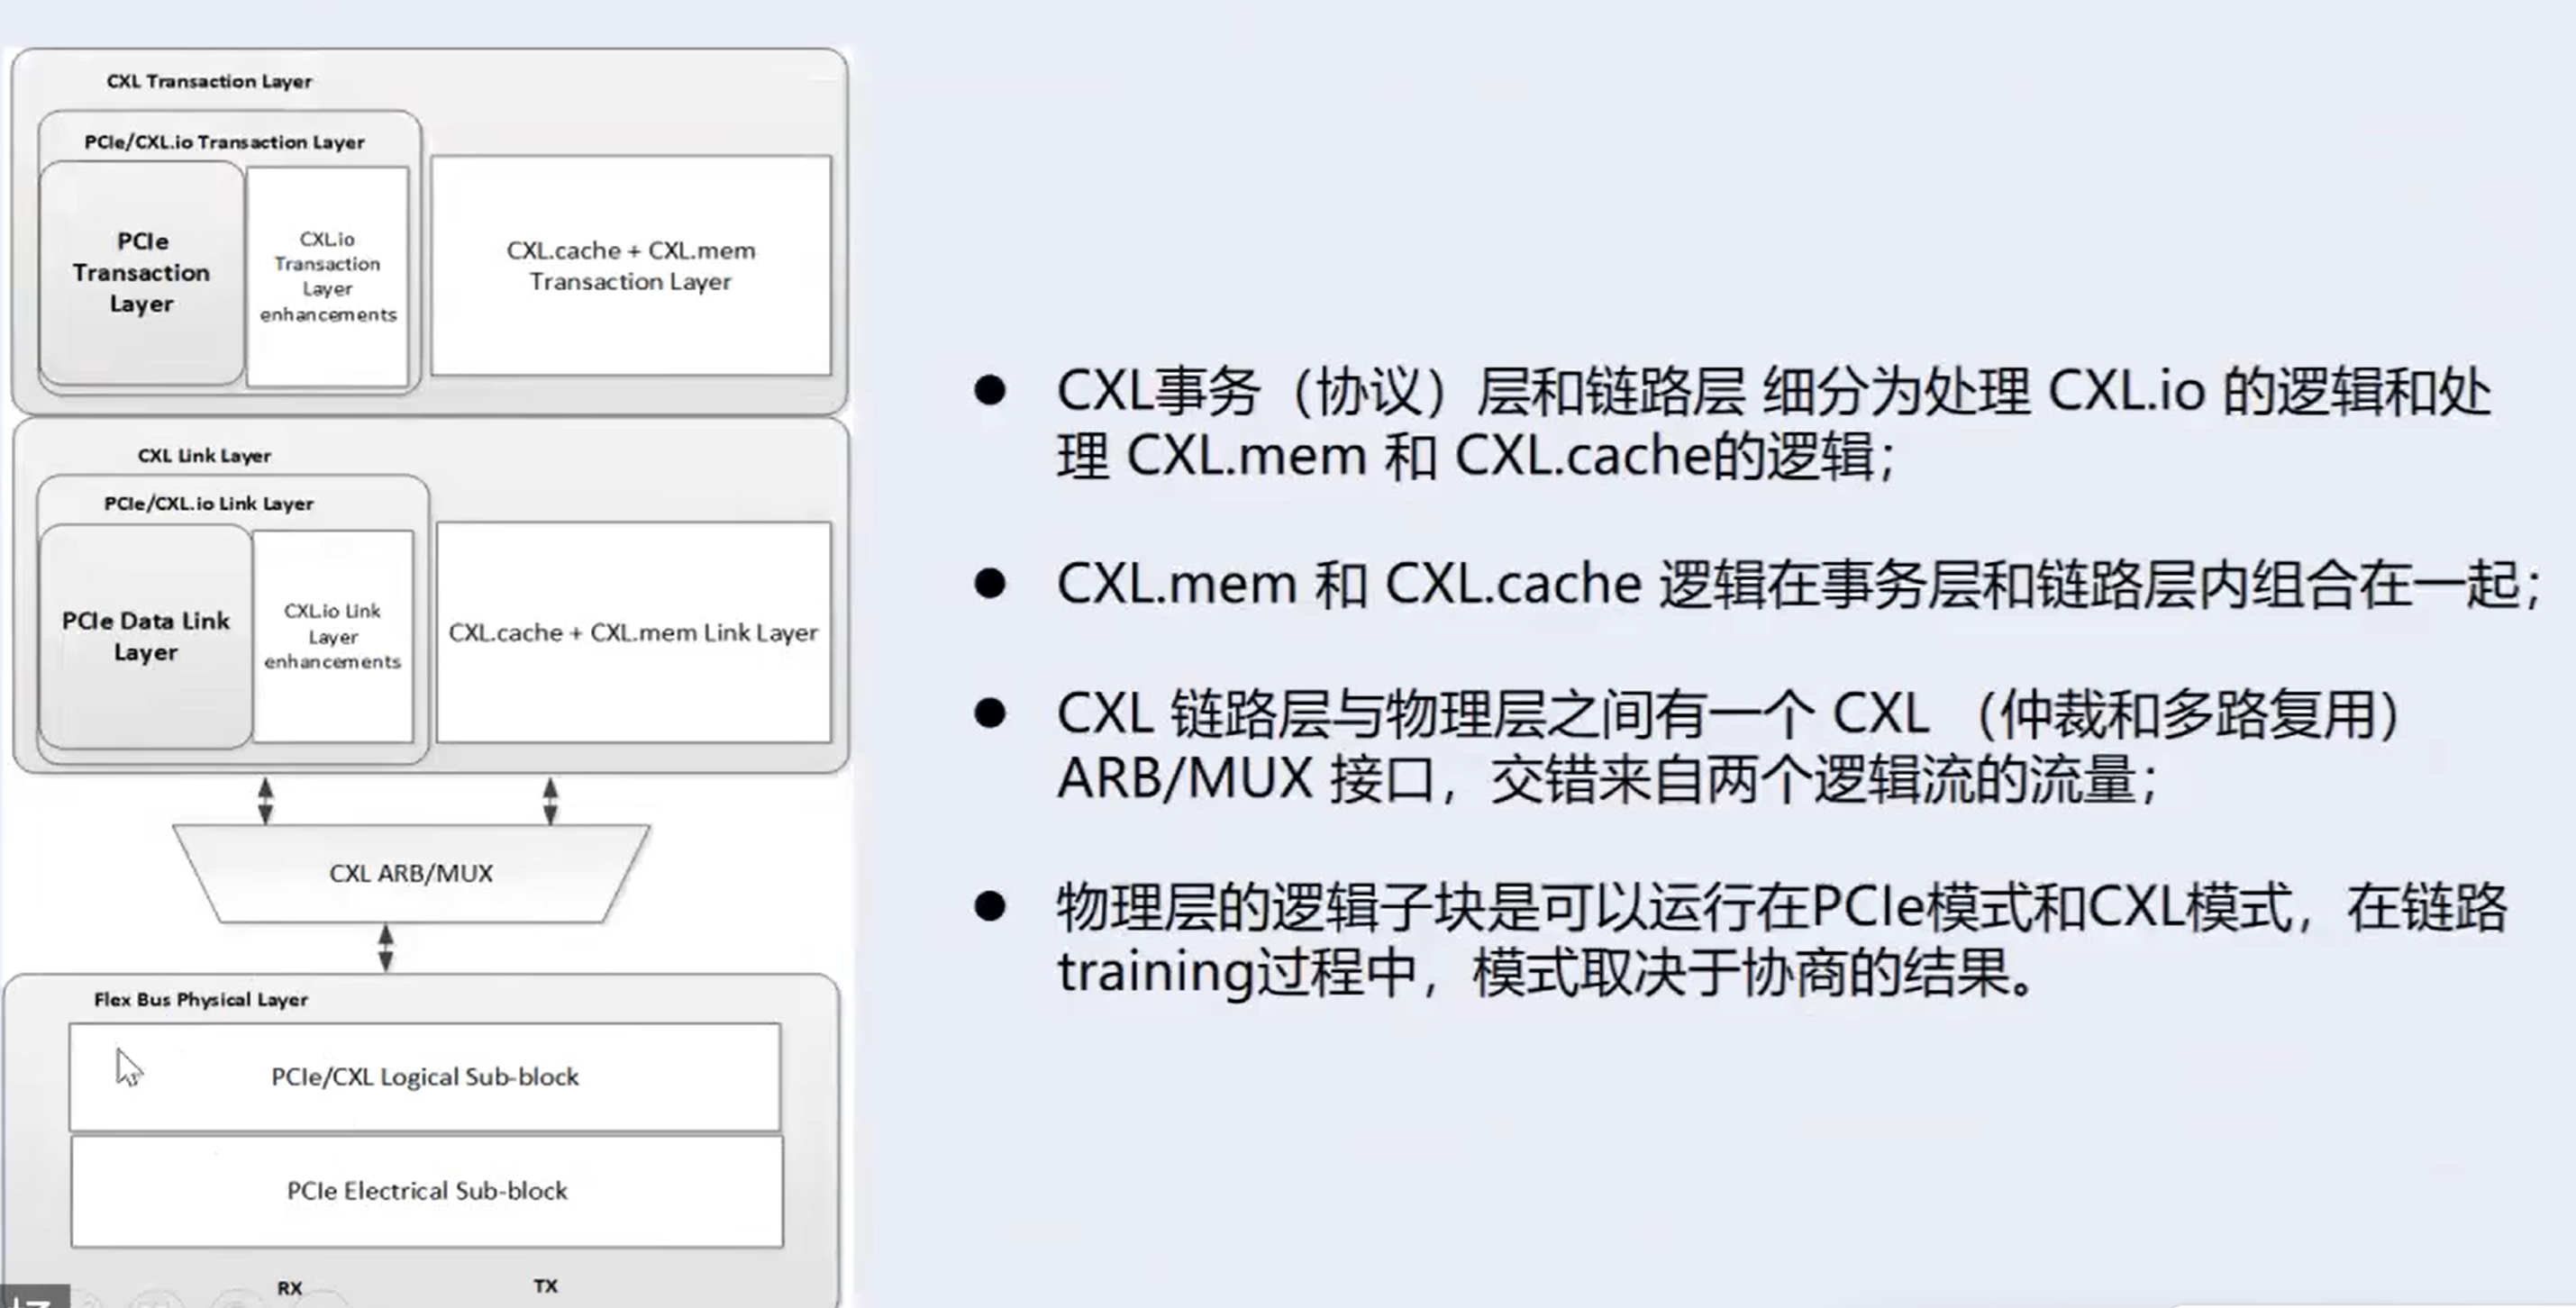 CXL Transaction Layer
PCIe/CXL.io Transaction Layer
PCIe
Transaction
Layer
CXL.io
Transaction
Layer
enhancements
CXL.cache + CXL.mem
Transaction Layer
CXL Link Layer
PCIe/CXL.io Link Layer
PCIe Data Link
Layer
CXL.io Link
Layer
enhancements
CXL.cache + CXL.mem Link Layer
CXL ARB/MUX
Flex Bus Physical Layer
PCIe/CXL Logical Sub-block
PCIe Electrical Sub-block
RX
TX
● CXL事务（协议）层和链路层 细分为处理 CXL.io 的逻辑和处
理 CXL.mem 和 CXL.cache的逻辑；
● CXL.mem 和 CXL.cache 逻辑在事务层和链路层内组合在一起；
● CXL 链路层与物理层之间有一个 CXL （仲裁和多路复用）
ARB/MUX 接口，交错来自两个逻辑流的流量；
● 物理层的逻辑子块是可以运行在PCIe模式和CXL模式，在链路
training过程中，模式取决于协商的结果。